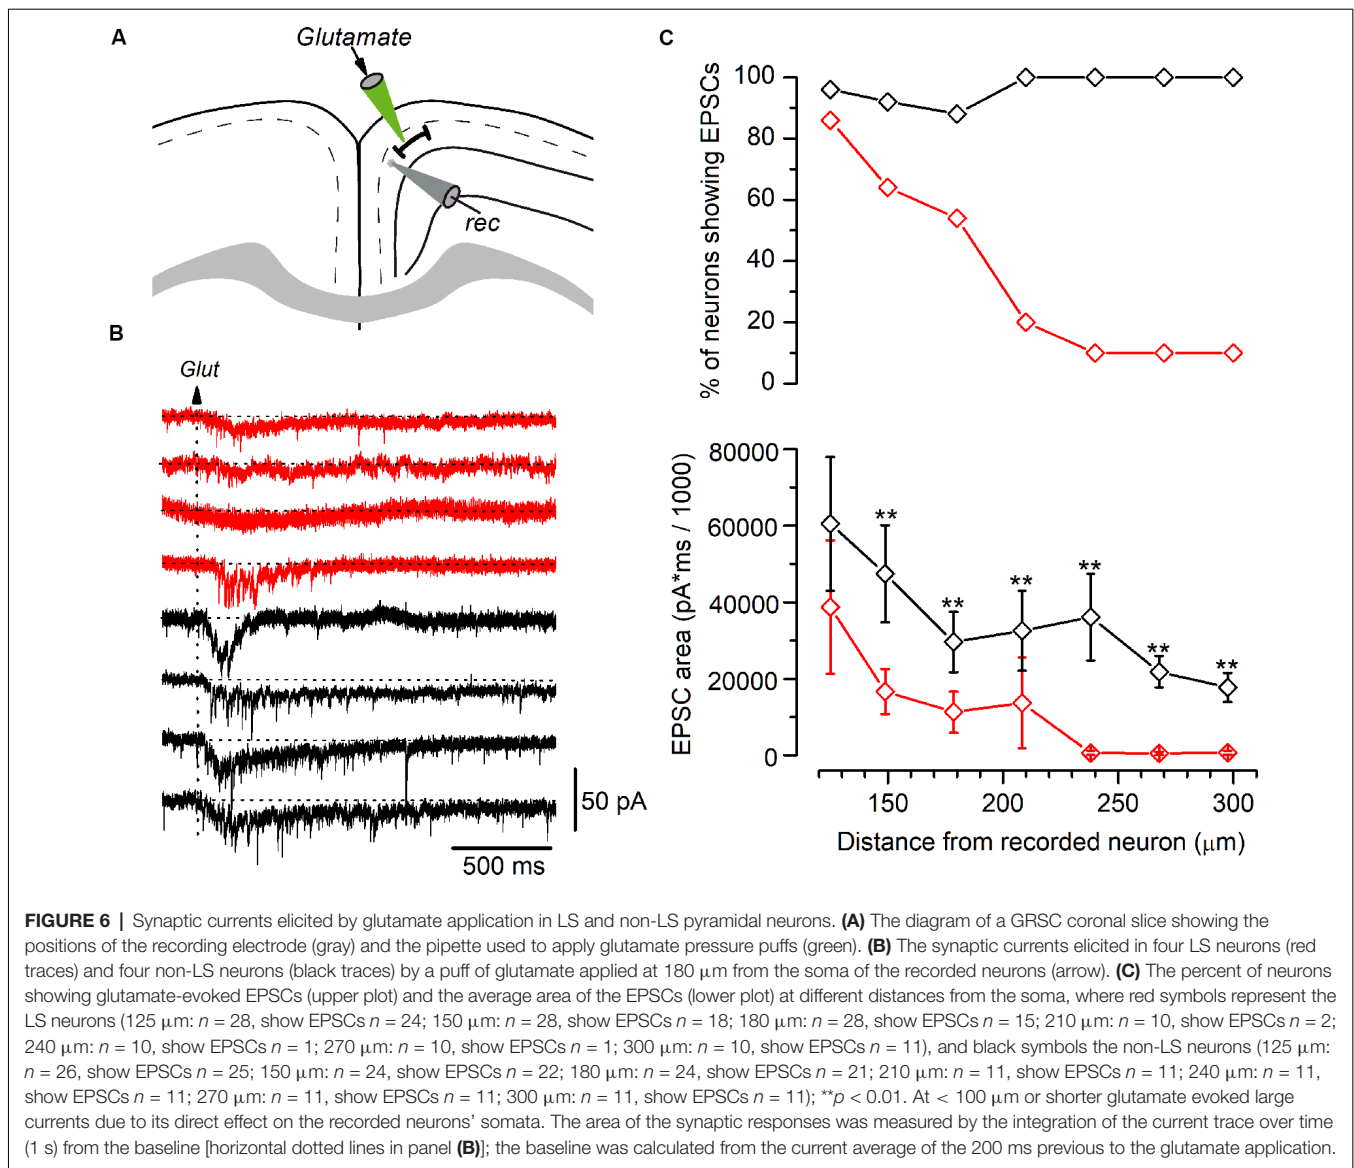 A
Glutamate
rec
B
Glut
50 pA
500 ms
C
% of neurons showing EPSCs
100
80
60
40
20
0
EPSC area (pA*ms / 1000)
80000
60000
40000
20000
0
**
**
**
**
**
**
150
200
250
300
Distance from recorded neuron (μm)
FIGURE 6 | Synaptic currents elicited by glutamate application in LS and non-LS pyramidal neurons. (A) The diagram of a GRSC coronal slice showing the
positions of the recording electrode (gray) and the pipette used to apply glutamate pressure puffs (green). (B) The synaptic currents elicited in four LS neurons (red
traces) and four non-LS neurons (black traces) by a puff of glutamate applied at 180 μm from the soma of the recorded neurons (arrow). (C) The percent of neurons
showing glutamate-evoked EPSCs (upper plot) and the average area of the EPSCs (lower plot) at different distances from the soma, where red symbols represent the
LS neurons (125 μm: n = 28, show EPSCs n = 24; 150 μm: n = 28, show EPSCs n = 18; 180 μm: n = 28, show EPSCs n = 15; 210 μm: n = 10, show EPSCs n = 2;
240 μm: n = 10, show EPSCs n = 1; 270 μm: n = 10, show EPSCs n = 1; 300 μm: n = 10, show EPSCs n = 11), and black symbols the non-LS neurons (125 μm:
n = 26, show EPSCs n = 25; 150 μm: n = 24, show EPSCs n = 22; 180 μm: n = 24, show EPSCs n = 21; 210 μm: n = 11, show EPSCs n = 11; 240 μm: n = 11,
show EPSCs n = 11; 270 μm: n = 11, show EPSCs n = 11; 300 μm: n = 11, show EPSCs n = 11); **p < 0.01. At < 100 μm or shorter glutamate evoked large
currents due to its direct effect on the recorded neurons' somata. The area of the synaptic responses was measured by the integration of the current trace over time
(1 s) from the baseline [horizontal dotted lines in panel (B)]; the baseline was calculated from the current average of the 200 ms previous to the glutamate application.